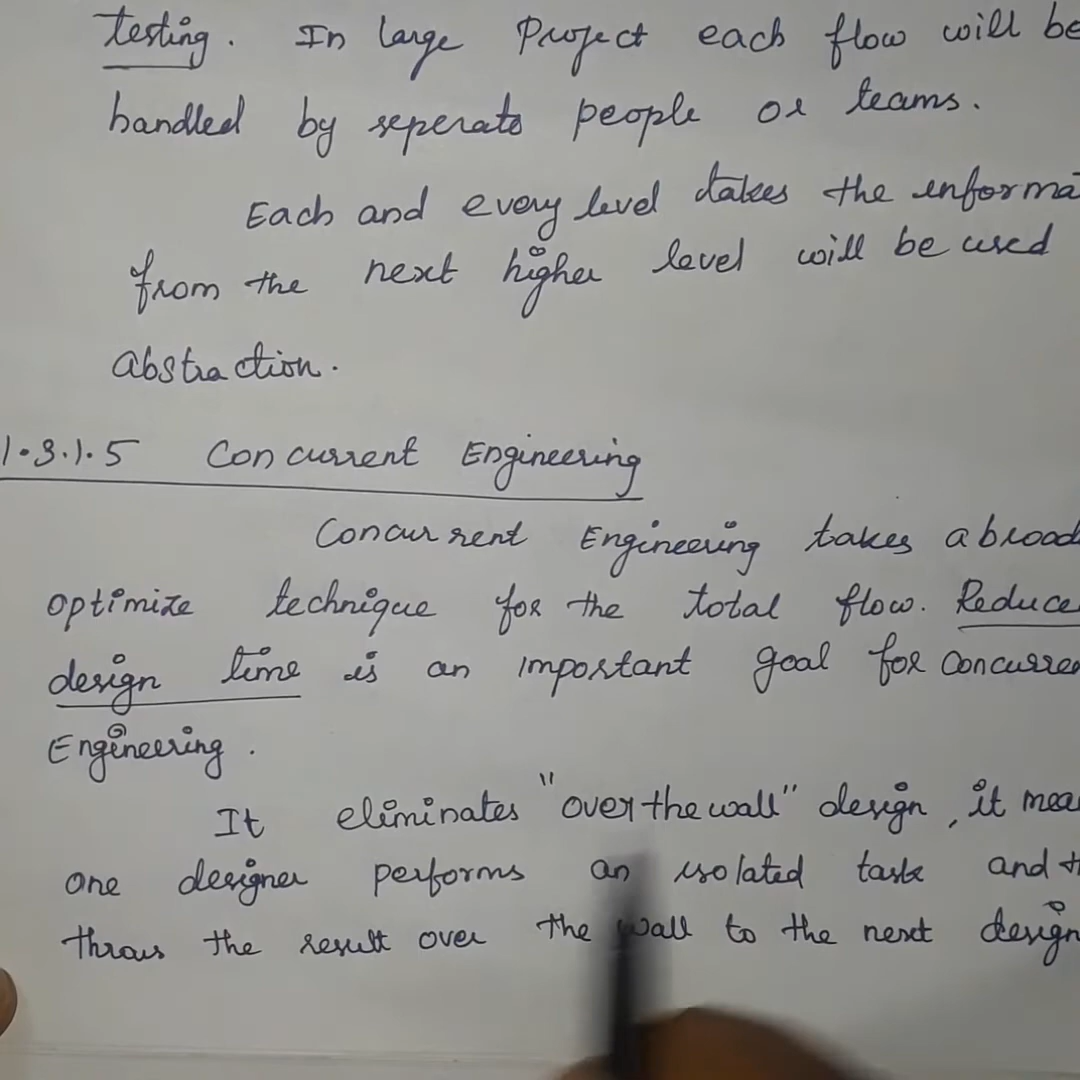 testing. In large Project each flow will be
handled by seperate people or teams.
Each and every level takes the informa
from the next higher level will be used
abstraction.
1.3.1.5 Concurrent Engineering
Concurrent Engineering takes a broad
optimize technique for the total flow. Reduce
design time is an important goal for concurre
Engineering.
It eliminates "over the wall" design, it mea
one designer performs an isolated task and th
throws the result over the wall to the next design